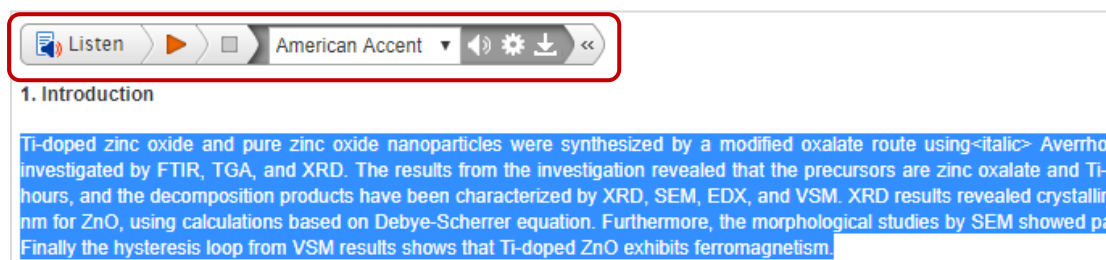 Listen American Accent
1. Introduction
Ti-doped zinc oxide and pure zinc oxide nanoparticles were synthesized by a modified oxalate route using<italic> Averrho
investigated by FTIR, TGA, and XRD. The results from the investigation revealed that the precursors are zinc oxalate and Ti-
hours, and the decomposition products have been characterized by XRD, SEM, EDX, and VSM. XRD results revealed crystallin
nm for ZnO, using calculations based on Debye-Scherrer equation. Furthermore, the morphological studies by SEM showed pa
Finally the hysteresis loop from VSM results shows that Ti-doped ZnO exhibits ferromagnetism.